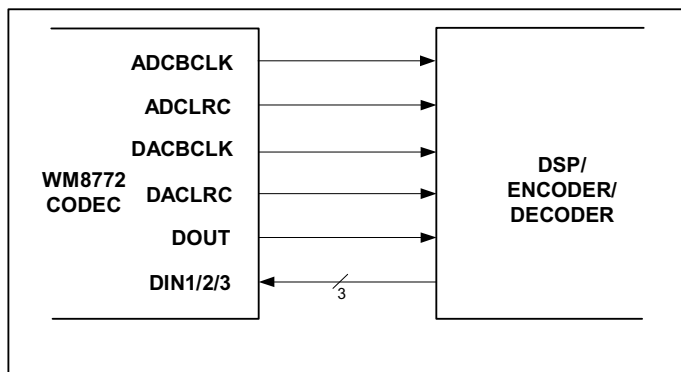 ADCBCLK
ADCLRC
DACBCLK
WM8772
CODEC
DACLRC
DOUT
DIN1/2/3
3
DSP/
ENCODER/
DECODER